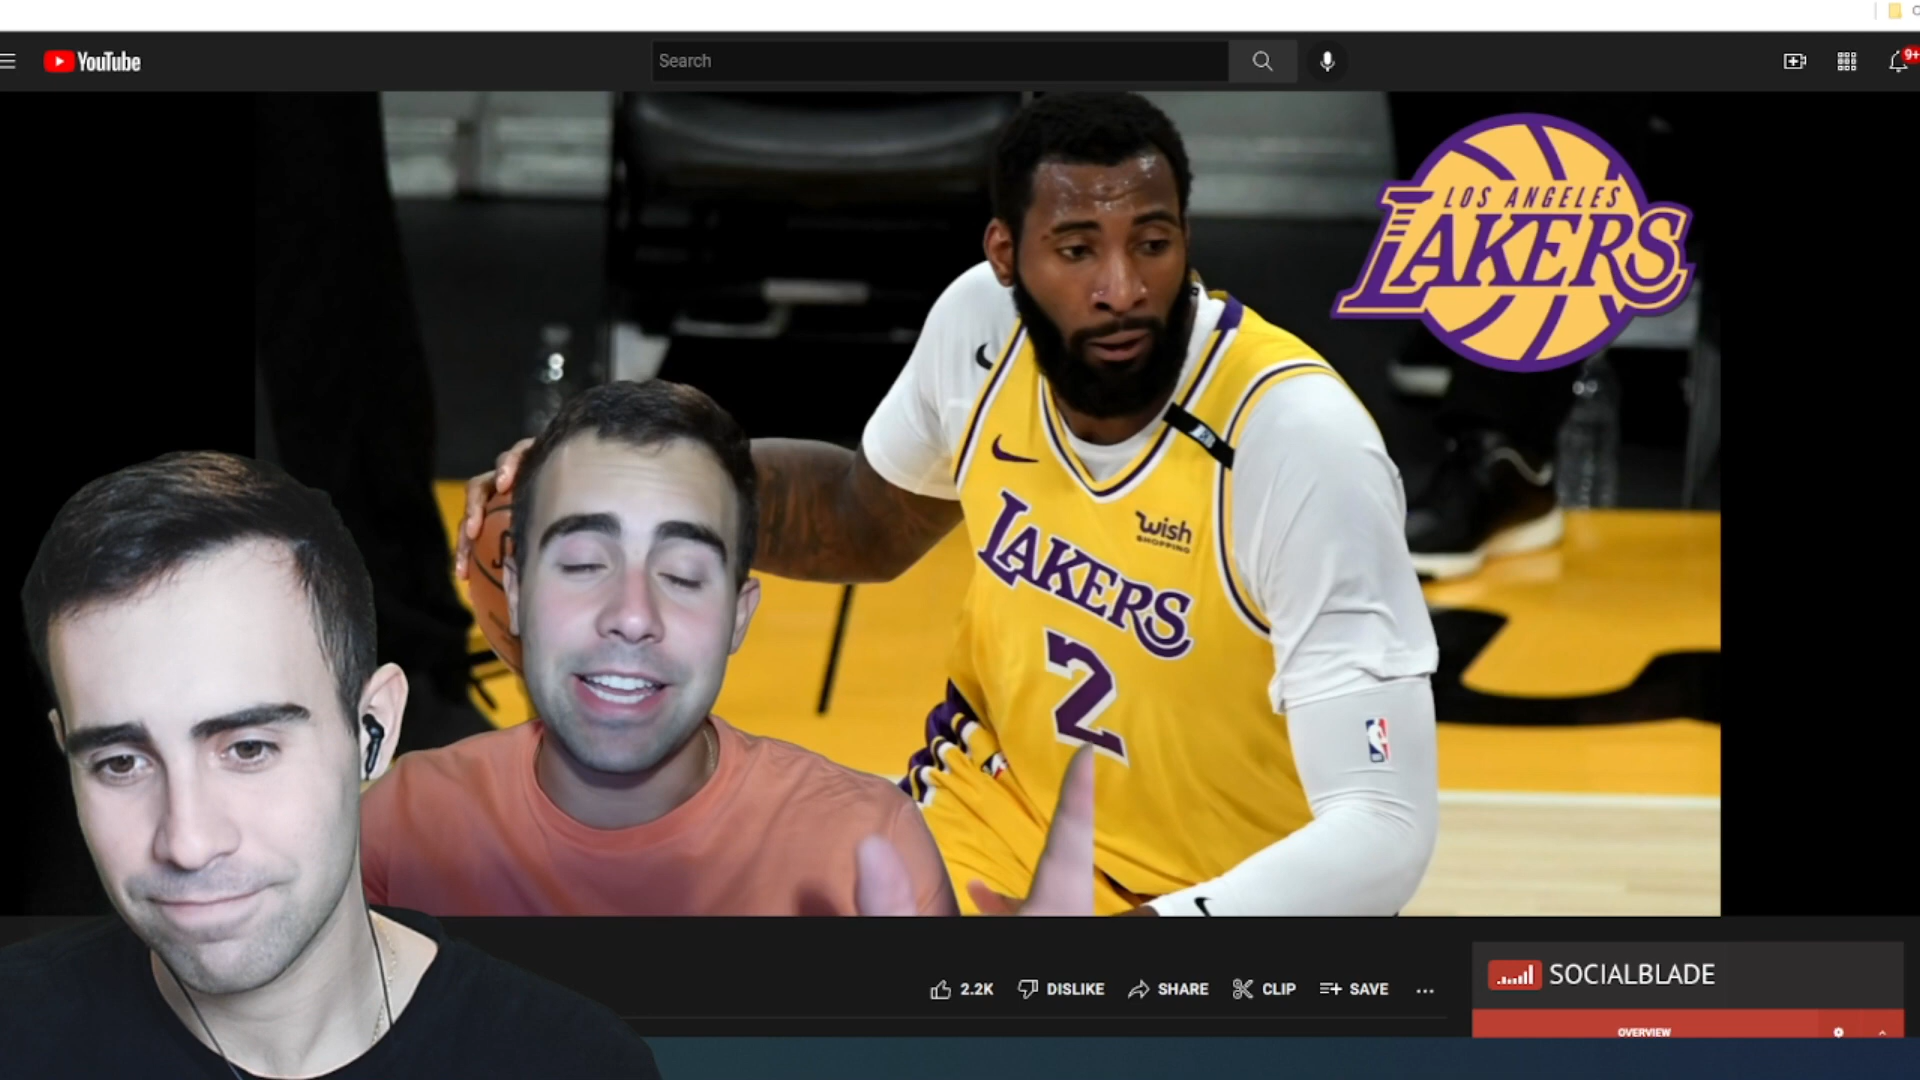 YouTube
Search
9+
LOS ANGELES
LAKERS
wish
SHOPPING
LAKERS
2
2.2K
DISLIKE
SHARE
CLIP
SAVE
...
SOCIALBLADE
OVERVIEW